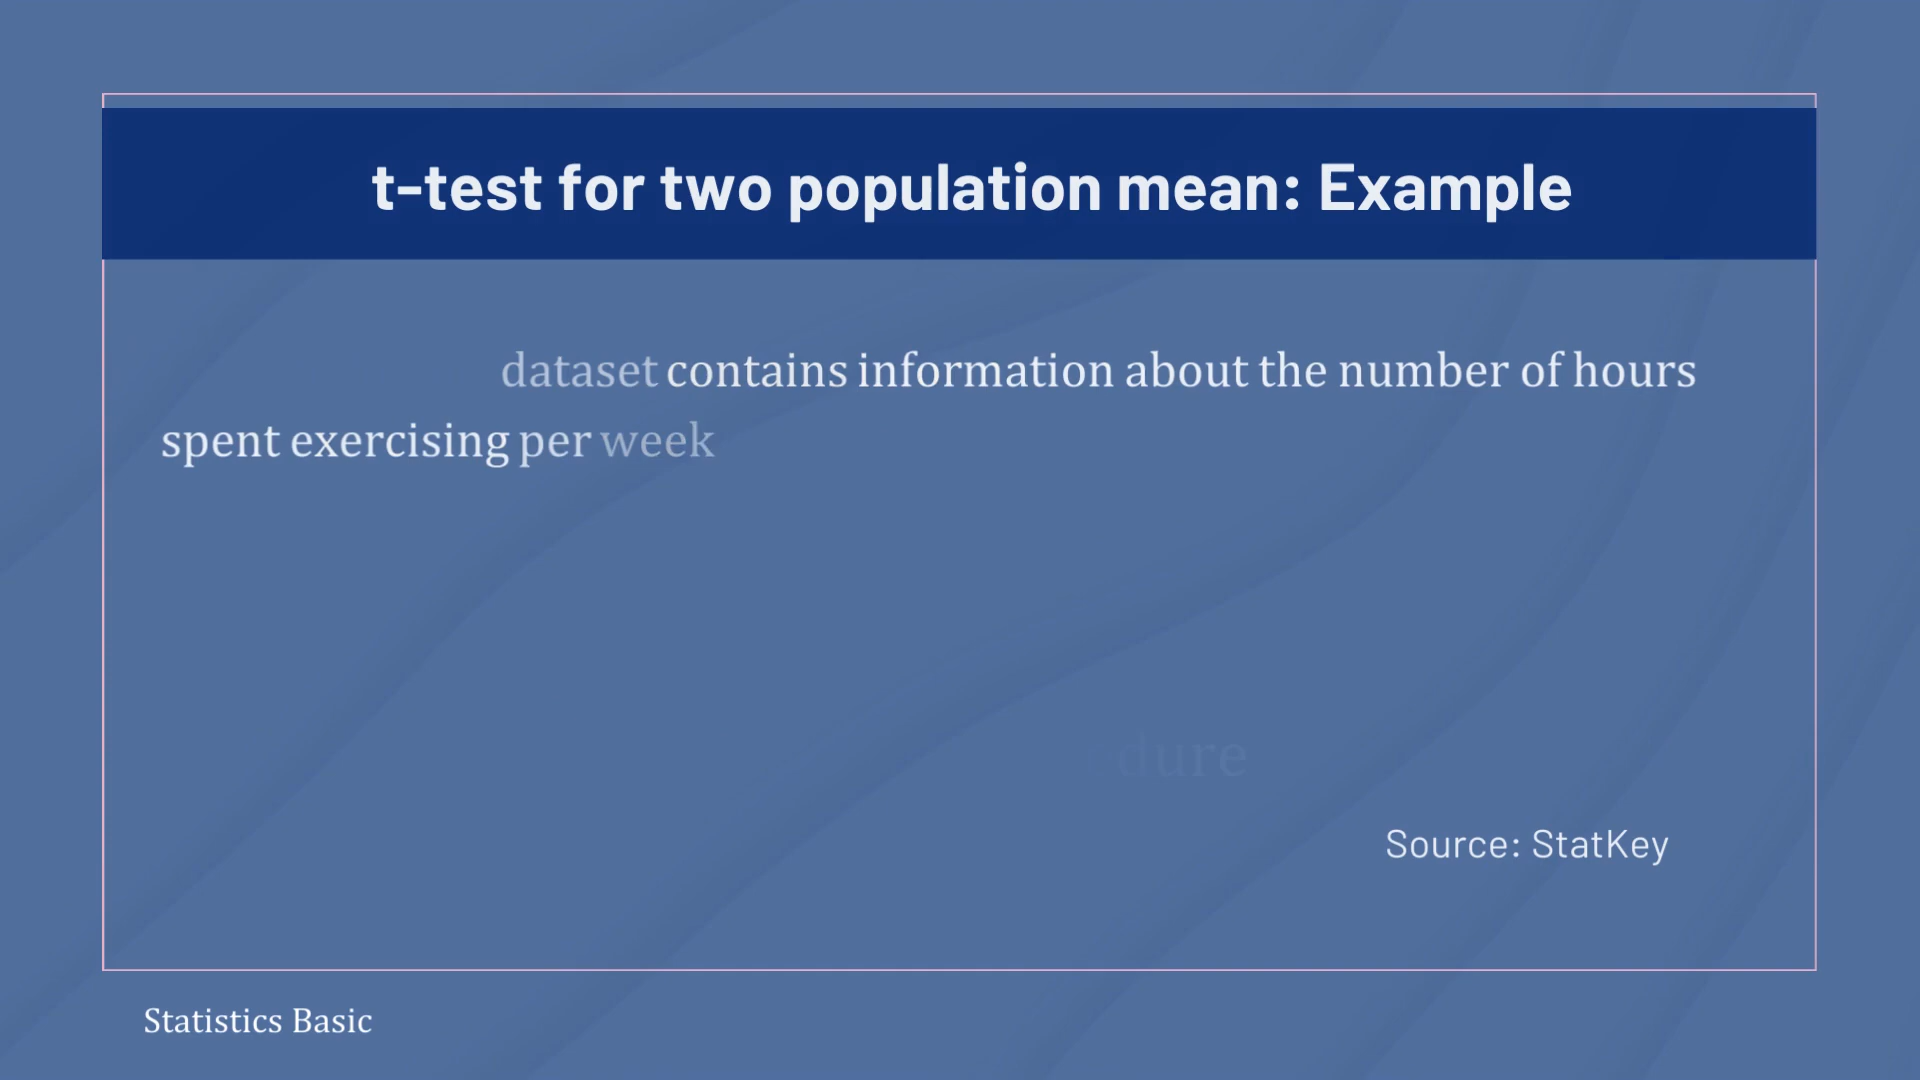 t-test for two population mean: Example
dataset contains information about the number of hours
spent exercising per week
Source: StatKey
Statistics Basic